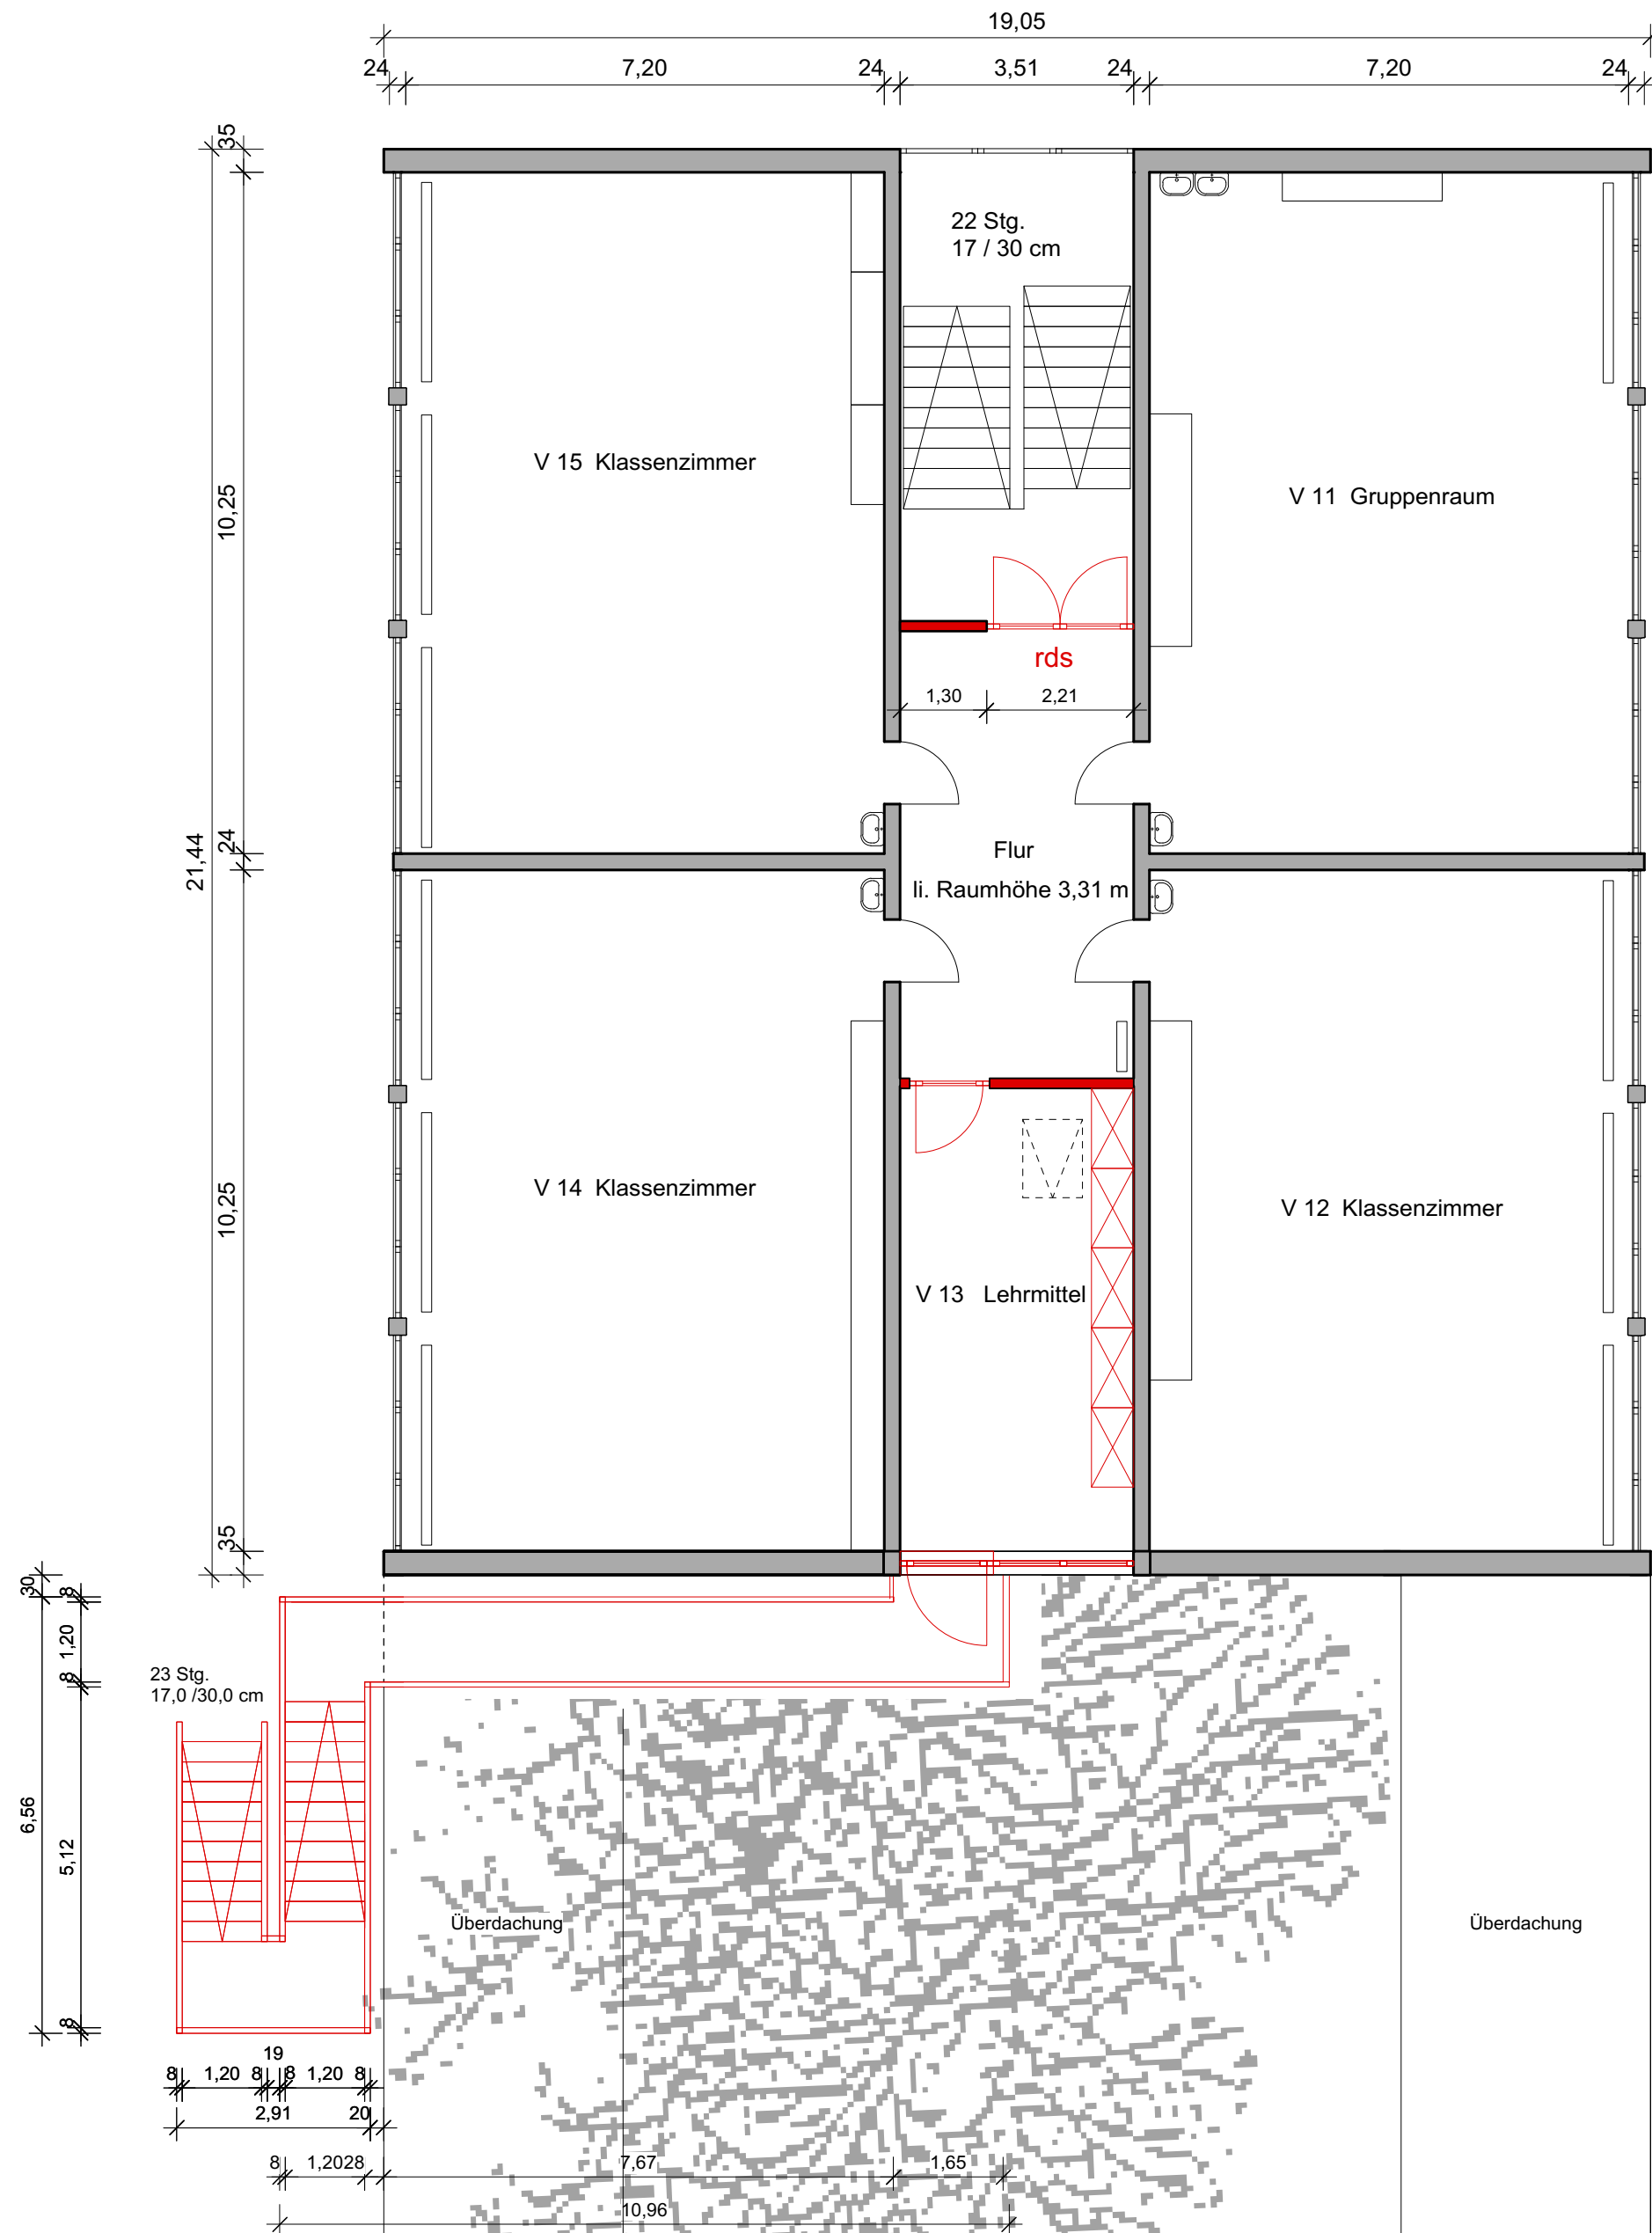 19,05
24 7,20 24 3,51 24 7,20 24
35
22 Stg.
17 / 30 cm
V 15 Klassenzimmer
V 11 Gruppenraum
10,25
rds
1,30 2,21
21,44
24
Flur
li. Raumhöhe 3,31 m
V 14 Klassenzimmer
10,25
V 12 Klassenzimmer
V 13 Lehrmittel
35
30
8
1,20
8
23 Stg.
17,0 /30,0 cm
6,56
5,12
Überdachung
Überdachung
8
19
8 1,20 8 8 1,20 8
2,91 20
8 1,2028 7,67 1,65
10,96